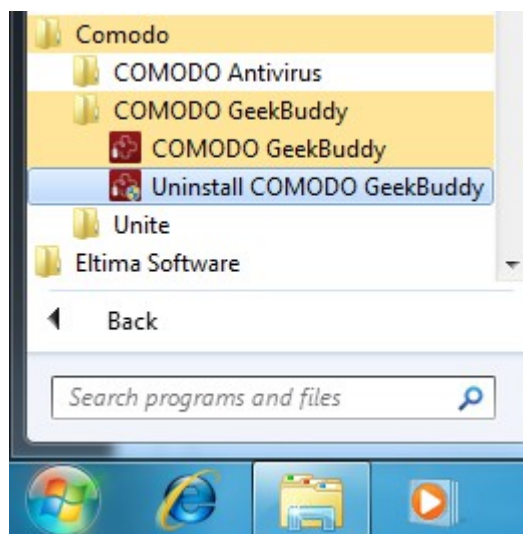 Comodo
COMODO Antivirus
COMODO GeekBuddy
COMODO GeekBuddy
Uninstall COMODO GeekBuddy
Unite
Eltima Software
Back
Search programs and files